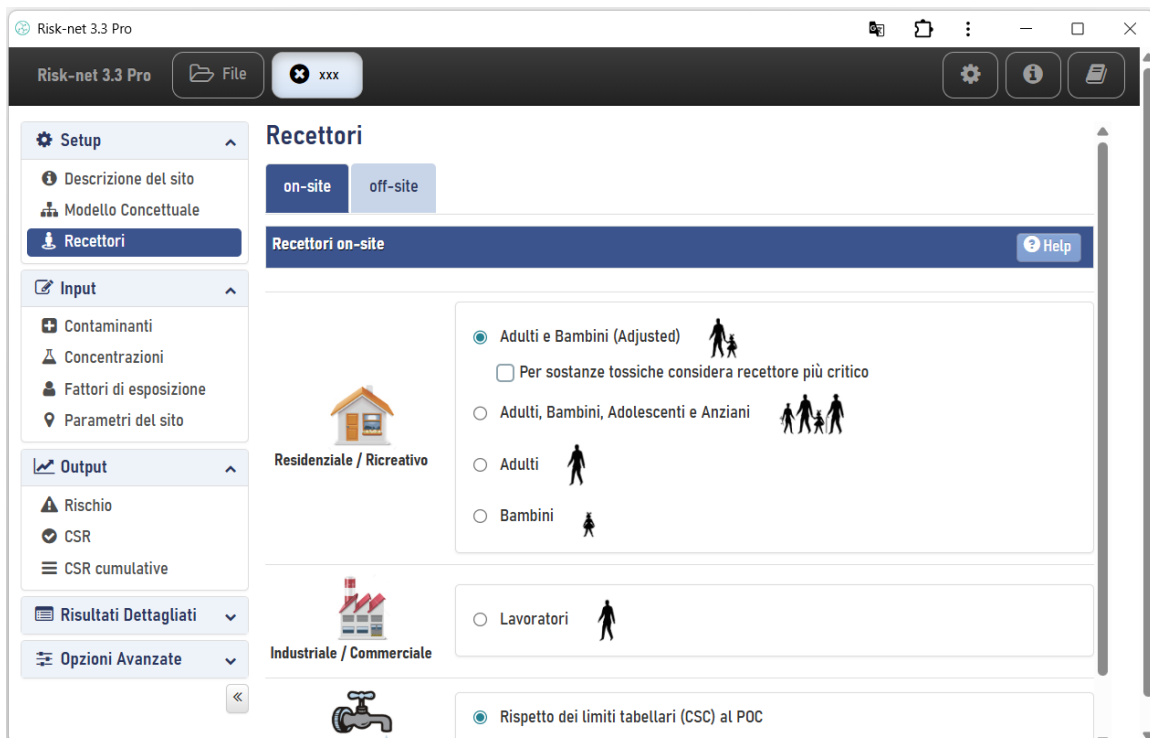 Risk-net 3.3 Pro
Risk-net 3.3 Pro
File
xxx
Setup
Descrizione del sito
Modello Concettuale
Recettori
Input
Contaminanti
Concentrazioni
Fattori di esposizione
Parametri del sito
Output
Rischio
CSR
CSR cumulative
Risultati Dettagliati
Opzioni Avanzate
Recettori
on-site
off-site
Recettori on-site
Help
Residenziale / Ricreativo
Adulti e Bambini (Adjusted)
Per sostanze tossiche considera recettore più critico
Adulti, Bambini, Adolescenti e Anziani
Adulti
Bambini
Industriale / Commerciale
Lavoratori
Rispetto dei limiti tabellari (CSC) al POC